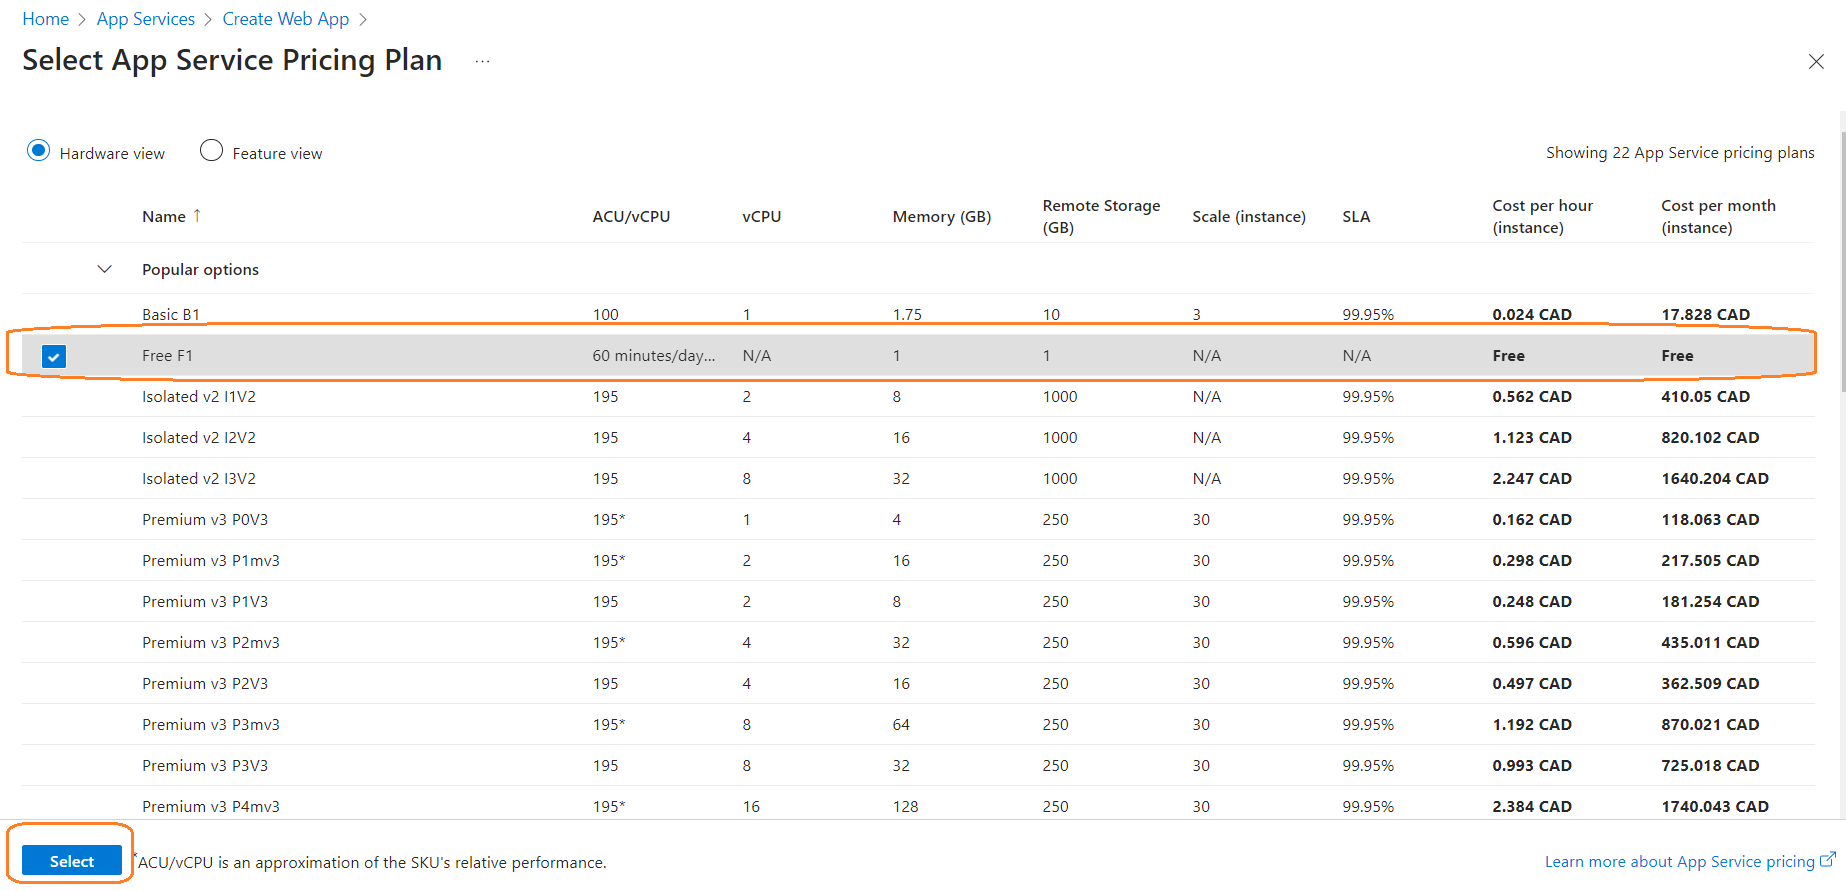 Home > App Services > Create Web App >
Select App Service Pricing Plan ...
Hardware view Feature view Showing 22 App Service pricing plans
Name ↑ ACU/vCPU vCPU Memory (GB) Remote Storage (GB) Scale (instance) SLA Cost per hour (instance) Cost per month (instance)
Popular options
Basic B1 100 1 1.75 10 3 99.95% 0.024 CAD 17.828 CAD
Free F1 60 minutes/day... N/A 1 1 N/A N/A Free Free
Isolated v2 I1V2 195 2 8 1000 N/A 99.95% 0.562 CAD 410.05 CAD
Isolated v2 I2V2 195 4 16 1000 N/A 99.95% 1.123 CAD 820.102 CAD
Isolated v2 I3V2 195 8 32 1000 N/A 99.95% 2.247 CAD 1640.204 CAD
Premium v3 P0V3 195* 1 4 250 30 99.95% 0.162 CAD 118.063 CAD
Premium v3 P1mv3 195* 2 16 250 30 99.95% 0.298 CAD 217.505 CAD
Premium v3 P1V3 195 2 8 250 30 99.95% 0.248 CAD 181.254 CAD
Premium v3 P2mv3 195* 4 32 250 30 99.95% 0.596 CAD 435.011 CAD
Premium v3 P2V3 195 4 16 250 30 99.95% 0.497 CAD 362.509 CAD
Premium v3 P3mv3 195* 8 64 250 30 99.95% 1.192 CAD 870.021 CAD
Premium v3 P3V3 195 8 32 250 30 99.95% 0.993 CAD 725.018 CAD
Premium v3 P4mv3 195* 16 128 250 30 99.95% 2.384 CAD 1740.043 CAD
Select *ACU/vCPU is an approximation of the SKU's relative performance. Learn more about App Service pricing